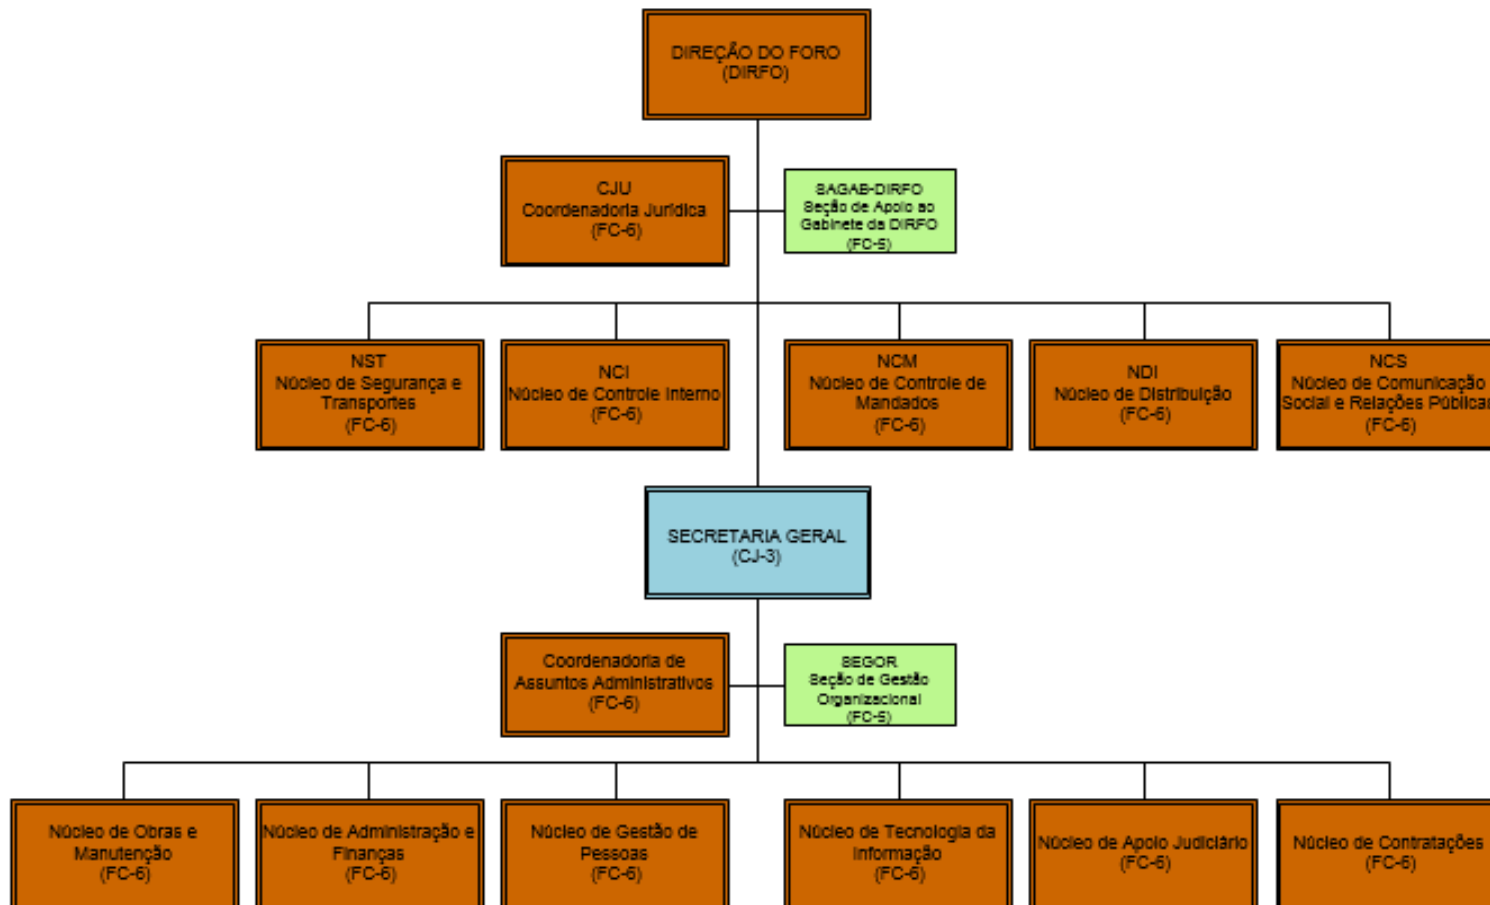 DIREÇÃO DO FORO
(DIRFO)
CJU
Coordenadoria Jurídica
(FC-6)
SAGAB-DIRFO
Seção de Apoio ao
Gabinete da DIRFO
(FC-5)
NST
Núcleo de Segurança e
Transportes
(FC-6)
NCI
Núcleo de Controle Interno
(FC-6)
NCM
Núcleo de Controle de
Mandados
(FC-6)
NDI
Núcleo de Distribuição
(FC-6)
NCS
Núcleo de Comunicação
Social e Relações Públicas
(FC-6)
SECRETARIA GERAL
(CJ-3)
Coordenadoria de
Assuntos Administrativos
(FC-6)
SEGOR
Seção de Gestão
Organizacional
(FC-5)
Núcleo de Obras e
Manutenção
(FC-6)
Núcleo de Administração e
Finanças
(FC-6)
Núcleo de Gestão de
Pessoas
(FC-6)
Núcleo de Tecnologia da
Informação
(FC-6)
Núcleo de Apoio Judiciário
(FC-6)
Núcleo de Contratações
(FC-6)